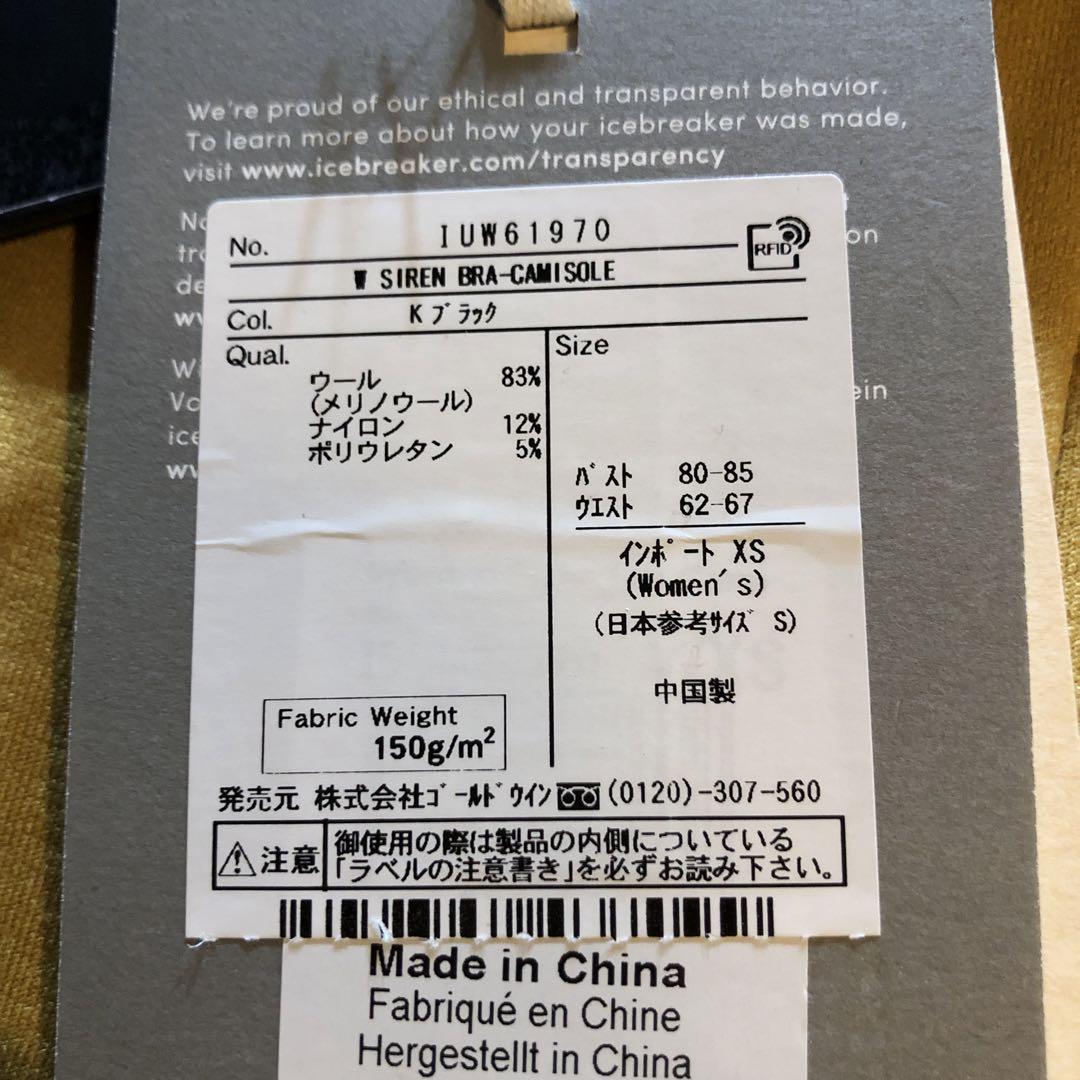 We're proud of our ethical and transparent behavior.
To learn more about how your icebreaker was made,
visit www.icebreaker.com/transparency
No. IUW61970
RFID
W SIREN BRA-CAMISOLE
Col. K ﾌﾞﾗｯｸ
Qual.
ウール 83%
(メリノウール)
ナイロン 12%
ポリウレタン 5%
Size
ﾊﾞｽﾄ 80-85
ｳｴｽﾄ 62-67
ｲﾝﾎﾟｰﾄ XS
(Women's)
(日本参考ｻｲｽﾞ S)
中国製
Fabric Weight
150g/m²
発売元 株式会社ｺﾞｰﾙﾄﾞｳｲﾝ (0120)-307-560
注意 御使用の際は製品の内側についている
「ラベルの注意書き」を必ずお読み下さい。
Made in China
Fabriqué en Chine
Hergestellt in China